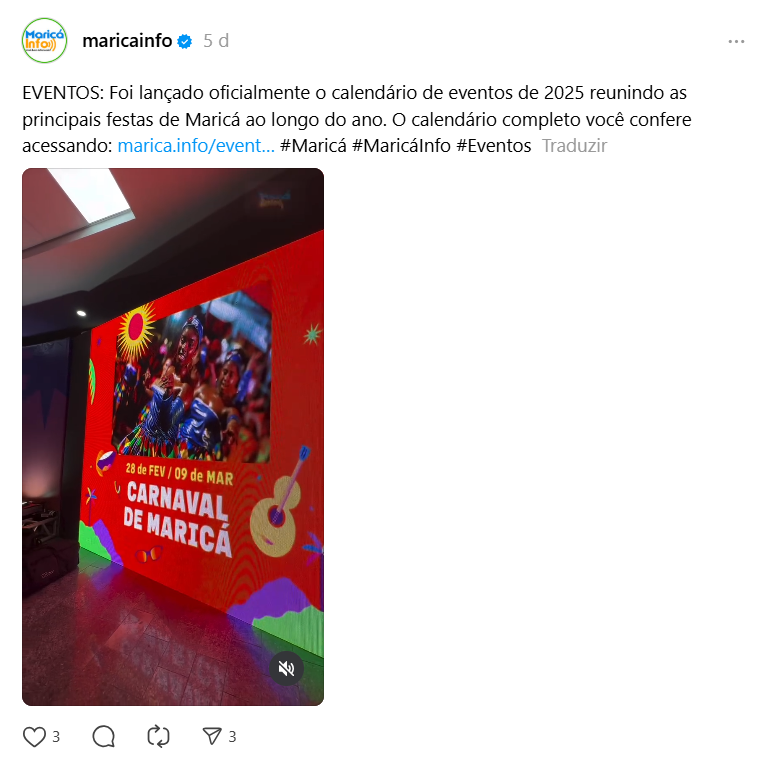 Maricá
Info
maricainfo 5 d
EVENTOS: Foi lançado oficialmente o calendário de eventos de 2025 reunindo as
principais festas de Maricá ao longo do ano. O calendário completo você confere
acessando: marica.info/event... #Maricá #MaricáInfo #Eventos Traduzir
28 de FEV / 09 de MAR
CARNAVAL
DE MARICÁ
3
3